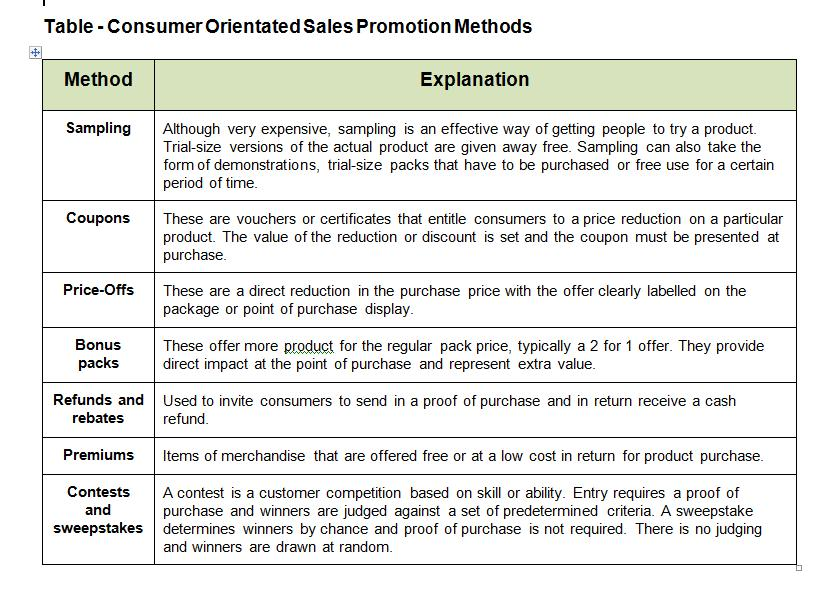 Table - Consumer Orientated Sales Promotion Methods
Method
Explanation
Sampling
Although very expensive, sampling is an effective way of getting people to try a product.
Trial-size versions of the actual product are given away free. Sampling can also take the
form of demonstrations, trial-size packs that have to be purchased or free use for a certain
period of time.
Coupons
These are vouchers or certificates that entitle consumers to a price reduction on a particular
product. The value of the reduction or discount is set and the coupon must be presented at
purchase.
Price-Offs
These are a direct reduction in the purchase price with the offer clearly labelled on the
package or point of purchase display.
Bonus
packs
These offer more product for the regular pack price, typically a 2 for 1 offer. They provide
direct impact at the point of purchase and represent extra value.
Refunds and
rebates
Used to invite consumers to send in a proof of purchase and in return receive a cash
refund.
Premiums
Items of merchandise that are offered free or at a low cost in return for product purchase.
Contests
and
sweepstakes
A contest is a customer competition based on skill or ability. Entry requires a proof of
purchase and winners are judged against a set of predetermined criteria. A sweepstake
determines winners by chance and proof of purchase is not required. There is no judging
and winners are drawn at random.